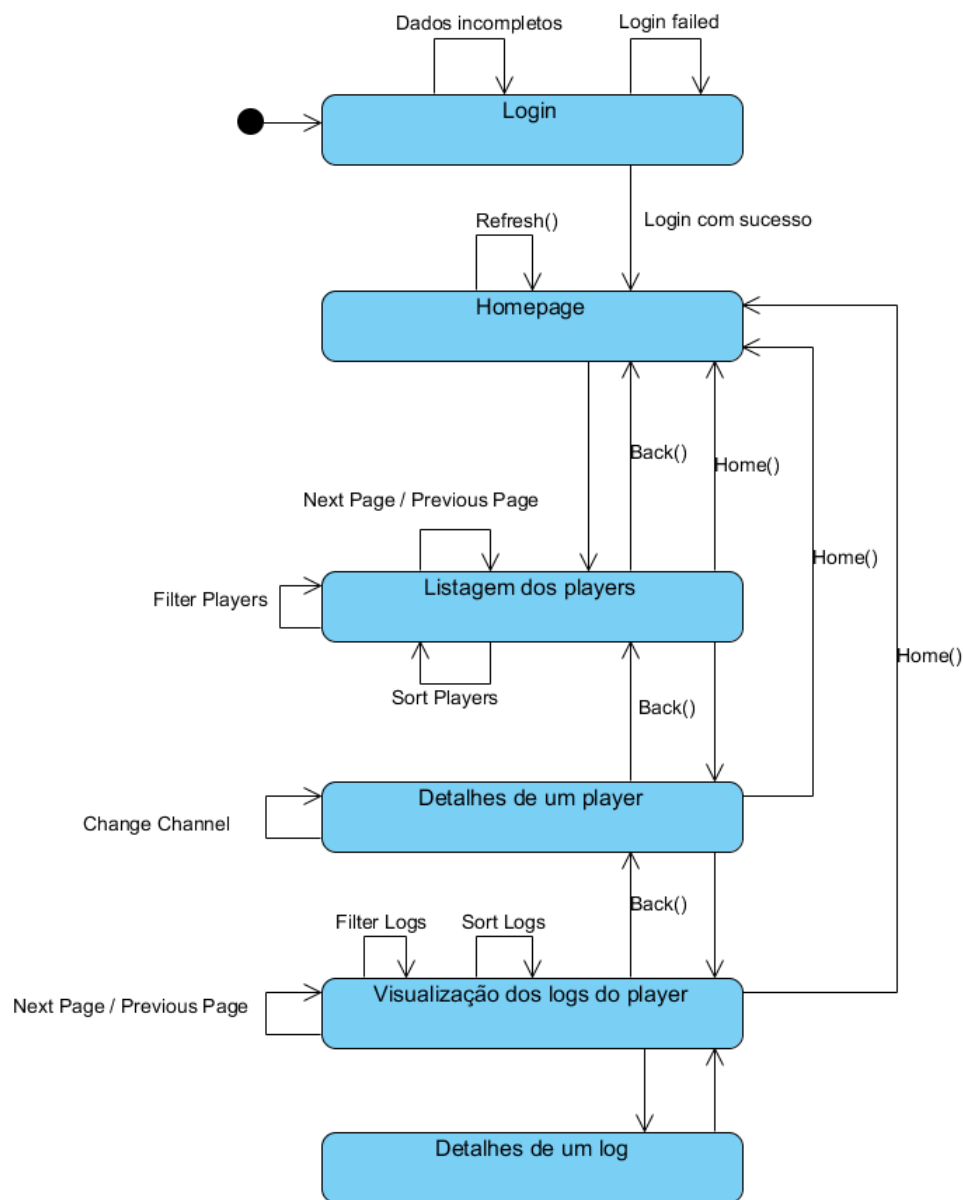 Dados incompletos
Login failed
Login
Login com sucesso
Refresh()
Homepage
Back()
Home()
Next Page / Previous Page
Home()
Listagem dos players
Filter Players
Home()
Sort Players
Back()
Detalhes de um player
Change Channel
Back()
Filter Logs
Sort Logs
Visualização dos logs do player
Next Page / Previous Page
Detalhes de um log